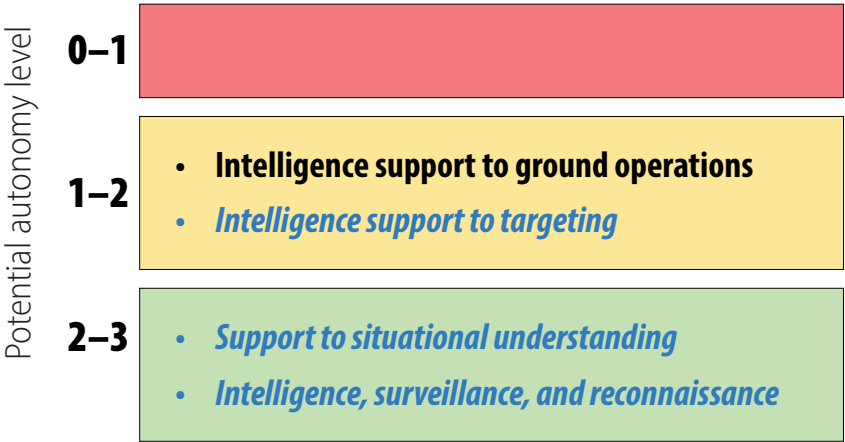 Potential autonomy level
0–1
1–2
• Intelligence support to ground operations
• Intelligence support to targeting
2–3
• Support to situational understanding
• Intelligence, surveillance, and reconnaissance